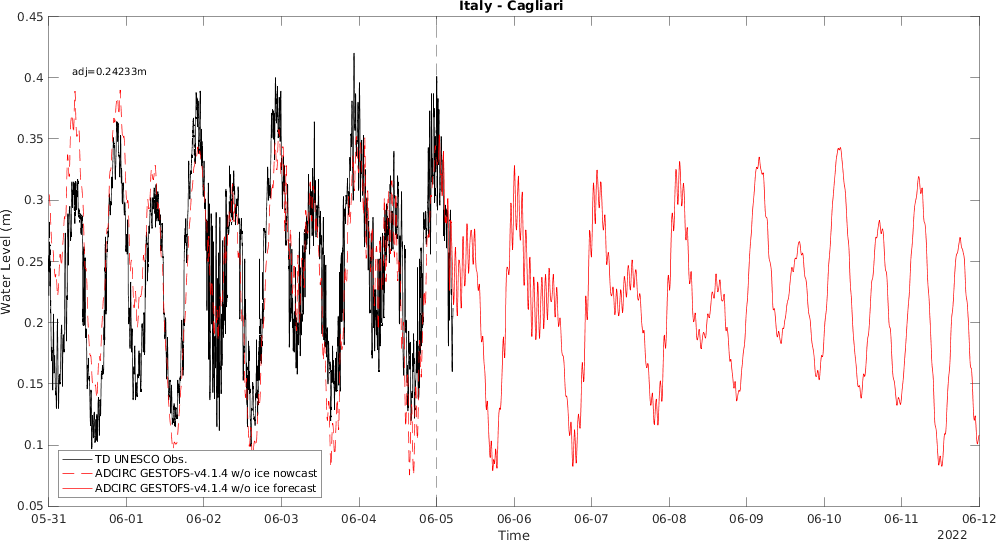 Italy - Cagliari
0.45
0.4
0.35
0.3
0.25
0.2
0.15
0.1
0.05
Water Level (m)
adj=0.24233m
TD UNESCO Obs.
ADCIRC GESTOFS-v4.1.4 w/o ice nowcast
ADCIRC GESTOFS-v4.1.4 w/o ice forecast
05-31 06-01 06-02 06-03 06-04 06-05 06-06 06-07 06-08 06-09 06-10 06-11 06-12
Time
2022